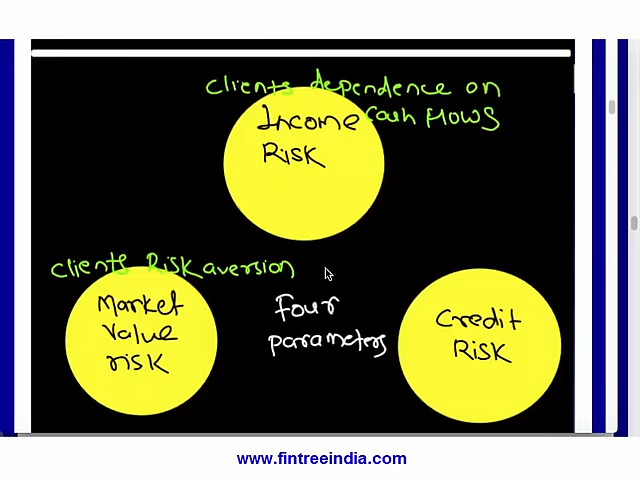 Clients dependence on
Cash Flows
Income
Risk
Clients Risk aversion
Market
Value
risk
Four
parameters
Credit
Risk
www.fintreeindia.com